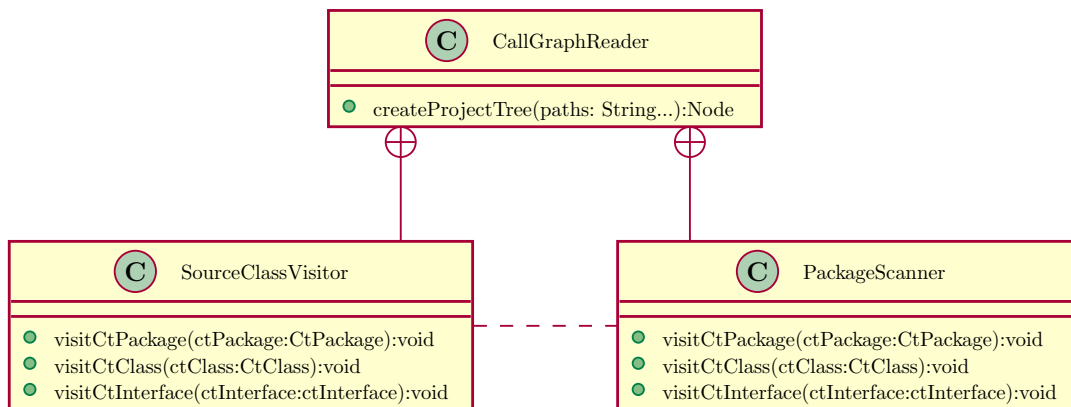 C CallGraphReader
createProjectTree(paths: String...):Node
C SourceClassVisitor
visitCtPackage(ctPackage:CtPackage):void
visitCtClass(ctClass:CtClass):void
visitCtInterface(ctInterface:ctInterface):void
C PackageScanner
visitCtPackage(ctPackage:CtPackage):void
visitCtClass(ctClass:CtClass):void
visitCtInterface(ctInterface:ctInterface):void